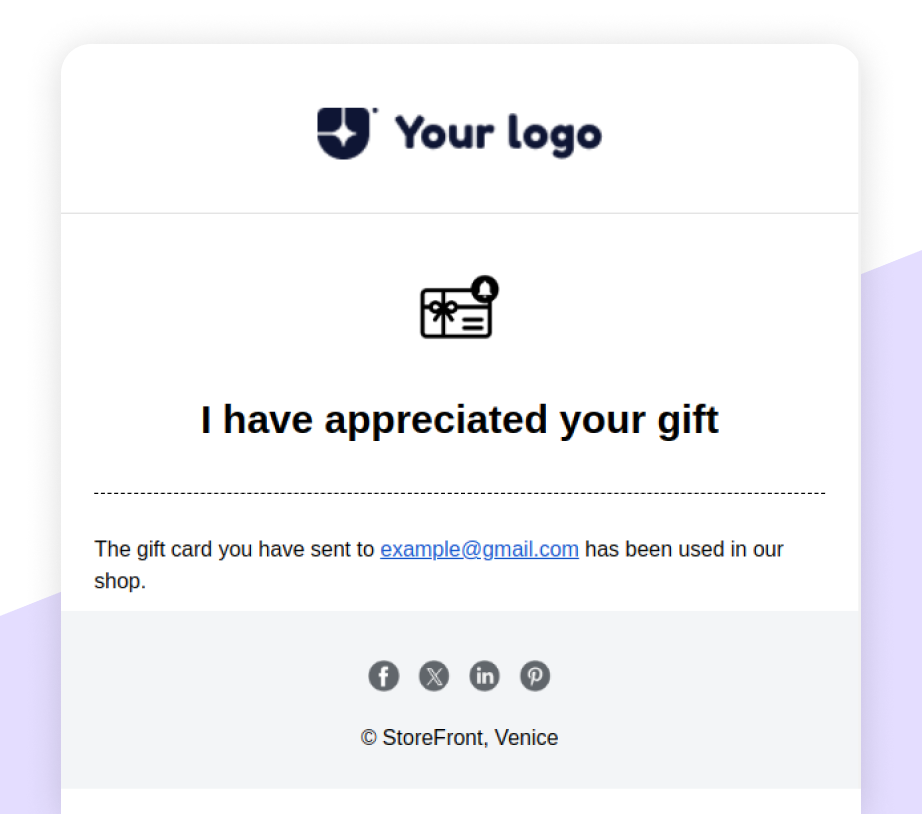 Your logo
I have appreciated your gift
The gift card you have sent to example@gmail.com has been used in our
shop.
© StoreFront, Venice